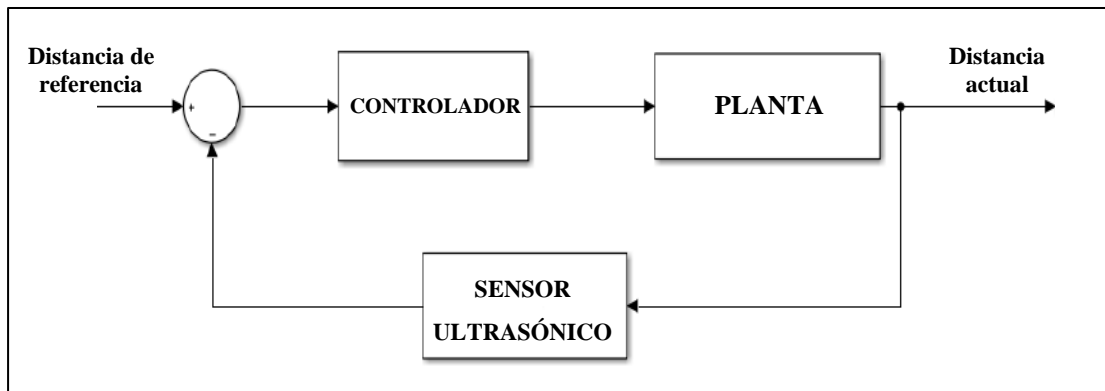 Distancia de
referencia
+
-
CONTROLADOR
PLANTA
Distancia
actual
SENSOR
ULTRASÓNICO